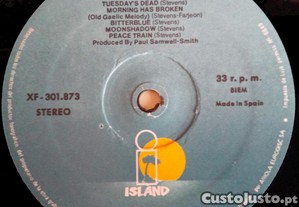 TUESDAY'S DEAD (Stevens)
MORNING HAS BROKEN
(Old Gaelic Melody) (Stevens-Farjeon)
BITTERBLUE (Stevens)
MOONSHADOW (Stevens)
PEACE TRAIN (Stevens)
Produced By Paul Samwell-Smith
XF-301.873
STEREO
33 r. p. m.
BIEM
Made in Spain
ISLAND
CustoJusto.pt